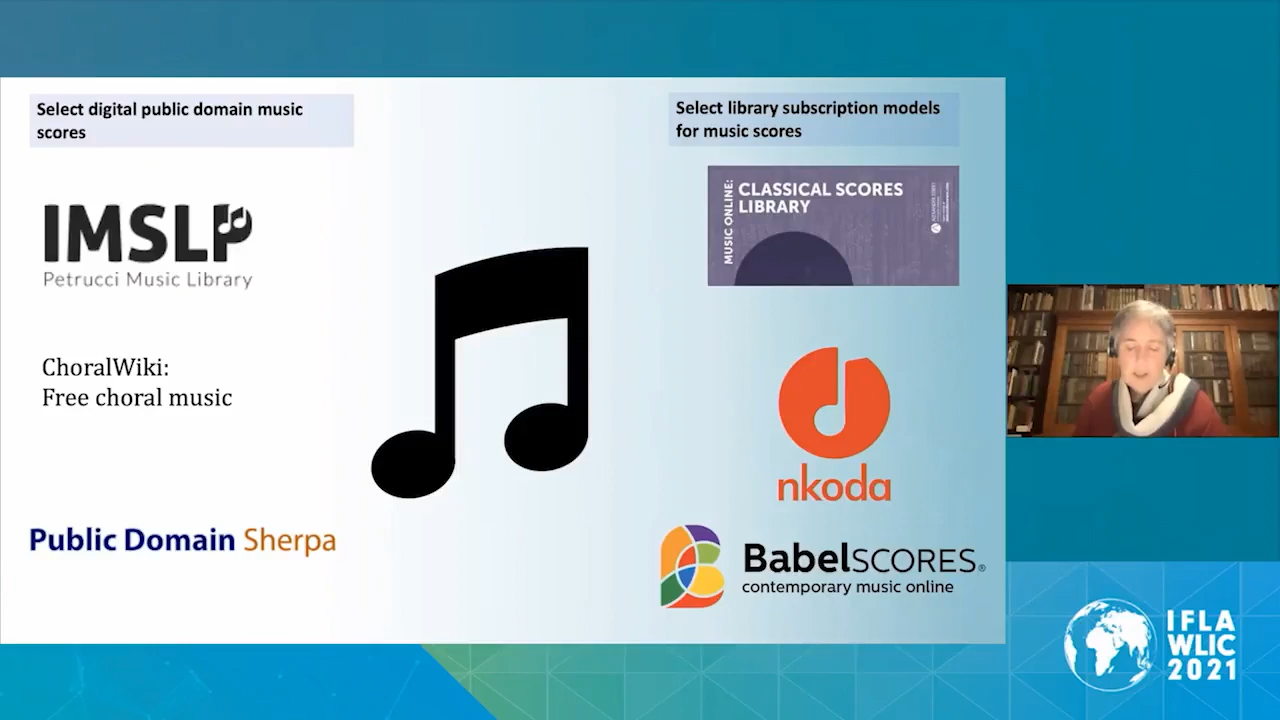 Select digital public domain music
scores
IMSLP
Petrucci Music Library
ChoralWiki:
Free choral music
Public Domain Sherpa
Select library subscription models
for music scores
MUSIC ONLINE:
CLASSICAL SCORES
LIBRARY
nkoda
BabelSCORES®
contemporary music online
IFLA
WLIC
2021